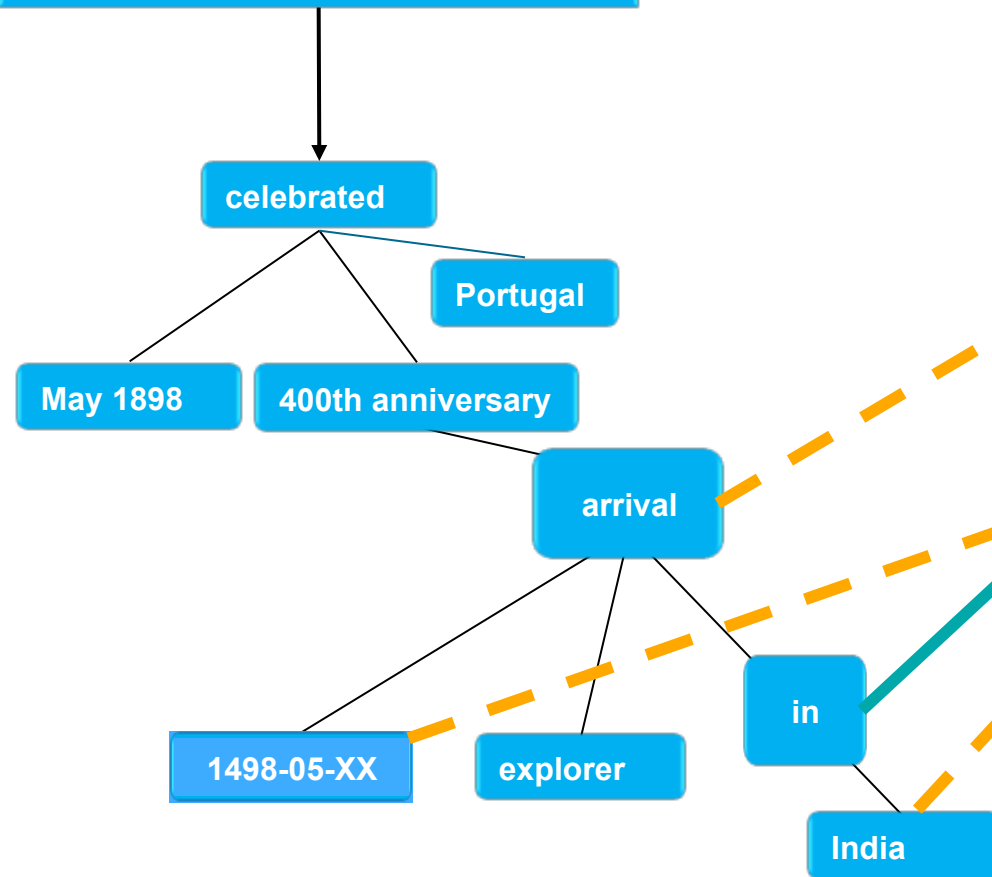 celebrated
Portugal
May 1898
400th anniversary
arrival
in
1498-05-XX
explorer
India